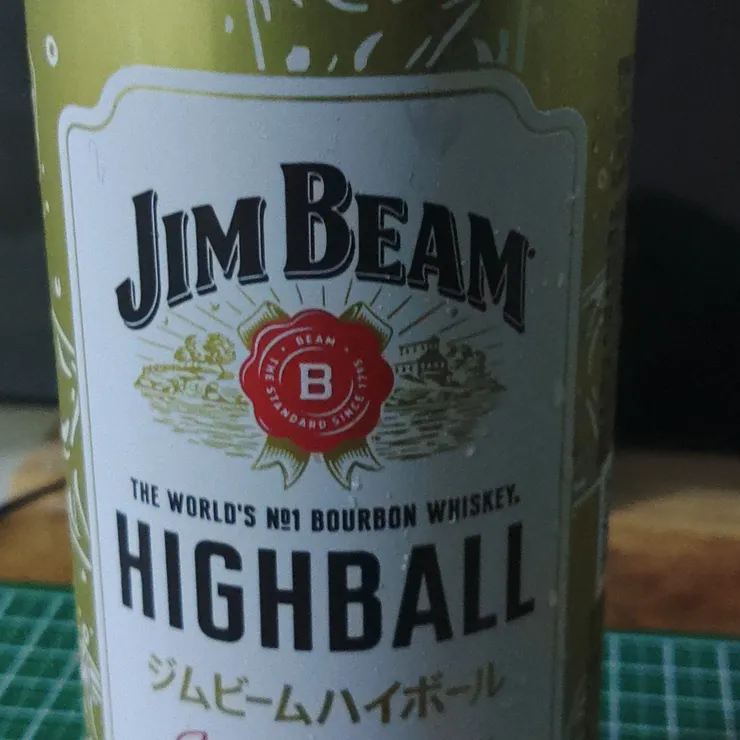 JIM BEAM
BEAM
THE STANDARD SINCE 1795
B
THE WORLD'S №1 BOURBON WHISKEY.
HIGHBALL
ジムビームハイボール